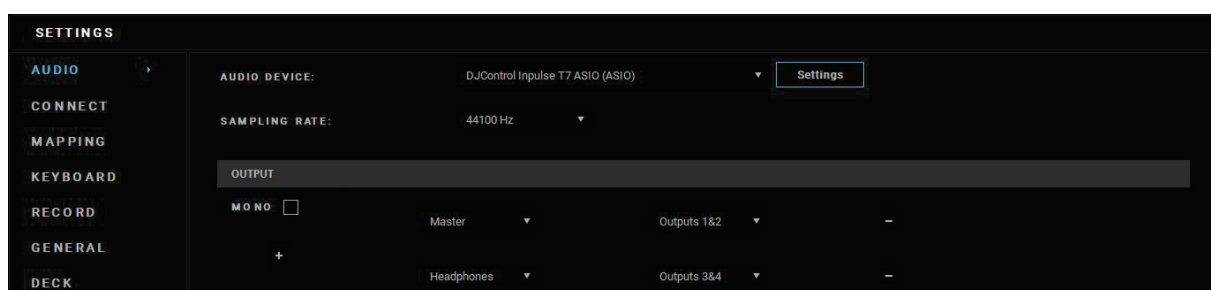 SETTINGS
AUDIO
CONNECT
MAPPING
KEYBOARD
RECORD
GENERAL
DECK
AUDIO DEVICE: DJControl Inpulse T7 ASIO (ASIO) Settings
SAMPLING RATE: 44100 Hz
OUTPUT
MONO
Master Outputs 1&2 –
+
Headphones Outputs 3&4 –